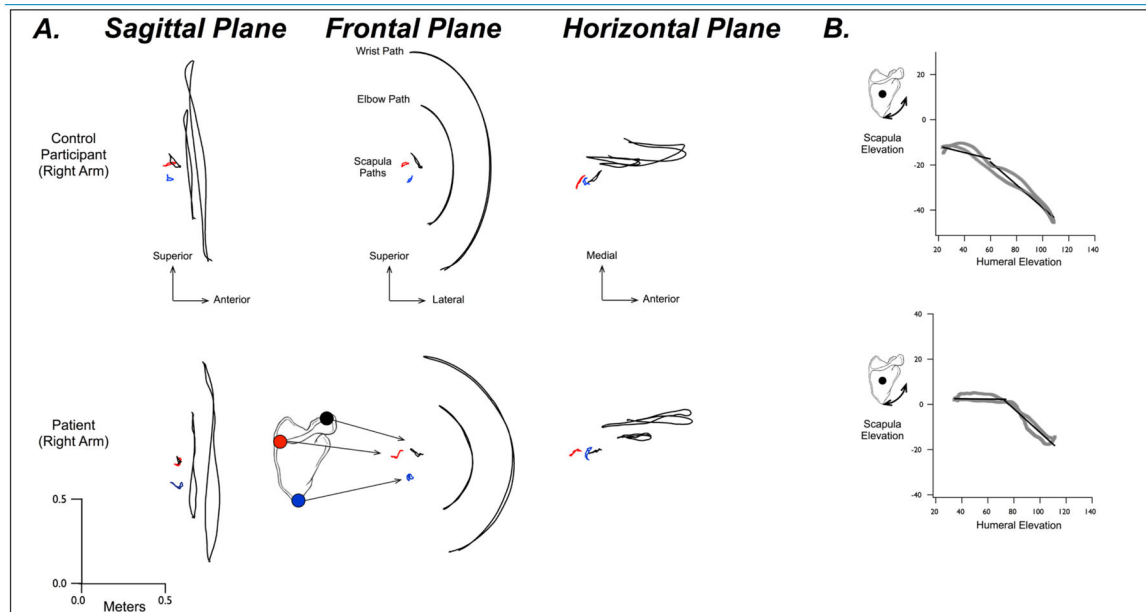 A. Sagittal Plane Frontal Plane Horizontal Plane B.
Wrist Path
Elbow Path
Scapula
Paths
Control
Participant
(Right Arm)
Superior
Anterior
Superior
Lateral
Medial
Anterior
Scapula
Elevation
20
0
-20
-40
20 40 60 80 100 120 140
Humeral Elevation
Patient
(Right Arm)
0.5
0.0
0.5
Meters
Scapula
Elevation
40
20
0
-20
-40
20 40 60 80 100 120 140
Humeral Elevation